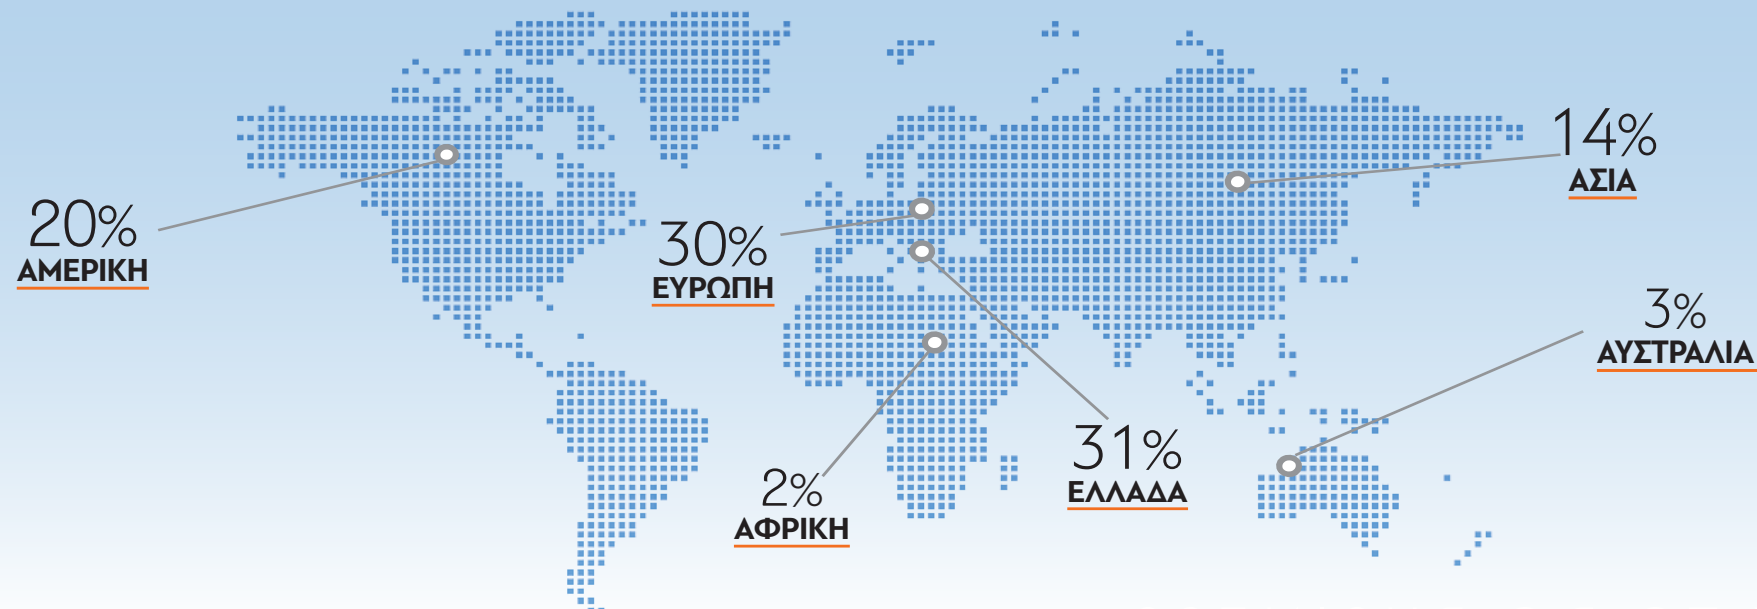 14%
ΑΣΙΑ
20%
ΑΜΕΡΙΚΗ
30%
ΕΥΡΩΠΗ
3%
ΑΥΣΤΡΑΛΙΑ
31%
ΕΛΛΑΔΑ
2%
ΑΦΡΙΚΗ